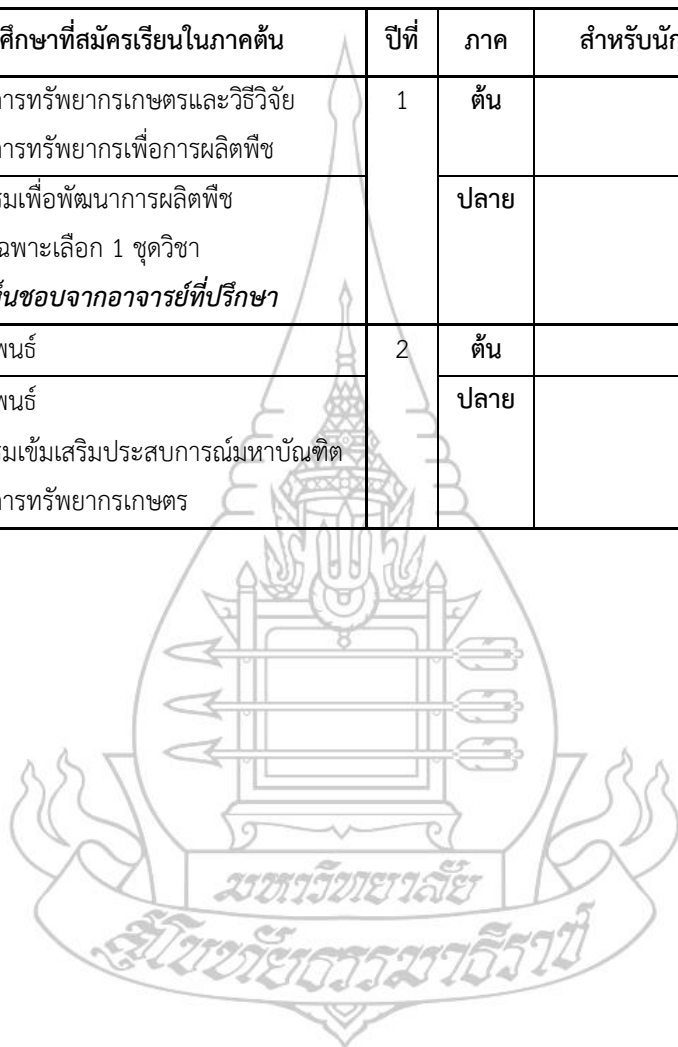 ศึกษาที่สมัครเรียนในภาคต้น ปีที่ ภาค สำหรับนัก
การทรัพยากรเกษตรและวิธีวิจัย 1 ต้น
การทรัพยากรเพื่อการผลิตพืช
รมเพื่อพัฒนาการผลิตพืช ปลาย
ฉพาะเลือก 1 ชุดวิชา
ห็นชอบจากอาจารย์ที่ปรึกษา
พนธ์ 2 ต้น
พนธ์ ปลาย
รมเข้มเสริมประสบการณ์มหาบัณฑิต
การทรัพยากรเกษตร
มหาวิทยาลัย
สุโขทัยธรรมาธิราช